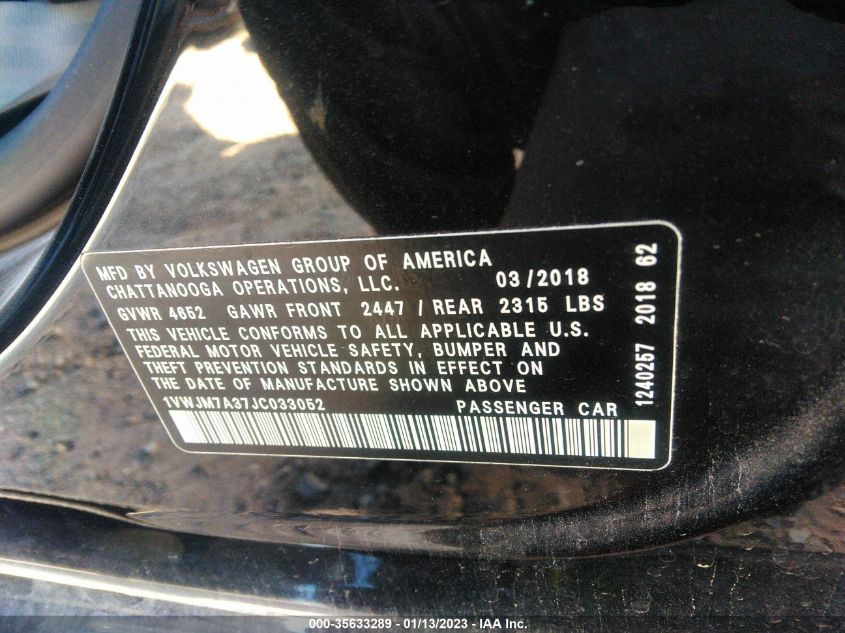 MFD BY VOLKSWAGEN GROUP OF AMERICA
CHATTANOOGA OPERATIONS, LLC. 03/2018
GVWR 4652 GAWR FRONT 2447 / REAR 2315 LBS
THIS VEHICLE CONFORMS TO ALL APPLICABLE U.S.
FEDERAL MOTOR VEHICLE SAFETY, BUMPER AND
THEFT PREVENTION STANDARDS IN EFFECT ON
THE DATE OF MANUFACTURE SHOWN ABOVE
1VWJM7A37JC033052 PASSENGER CAR
1240257 2018 62
000-35633289 - 01/13/2023 - IAA Inc.